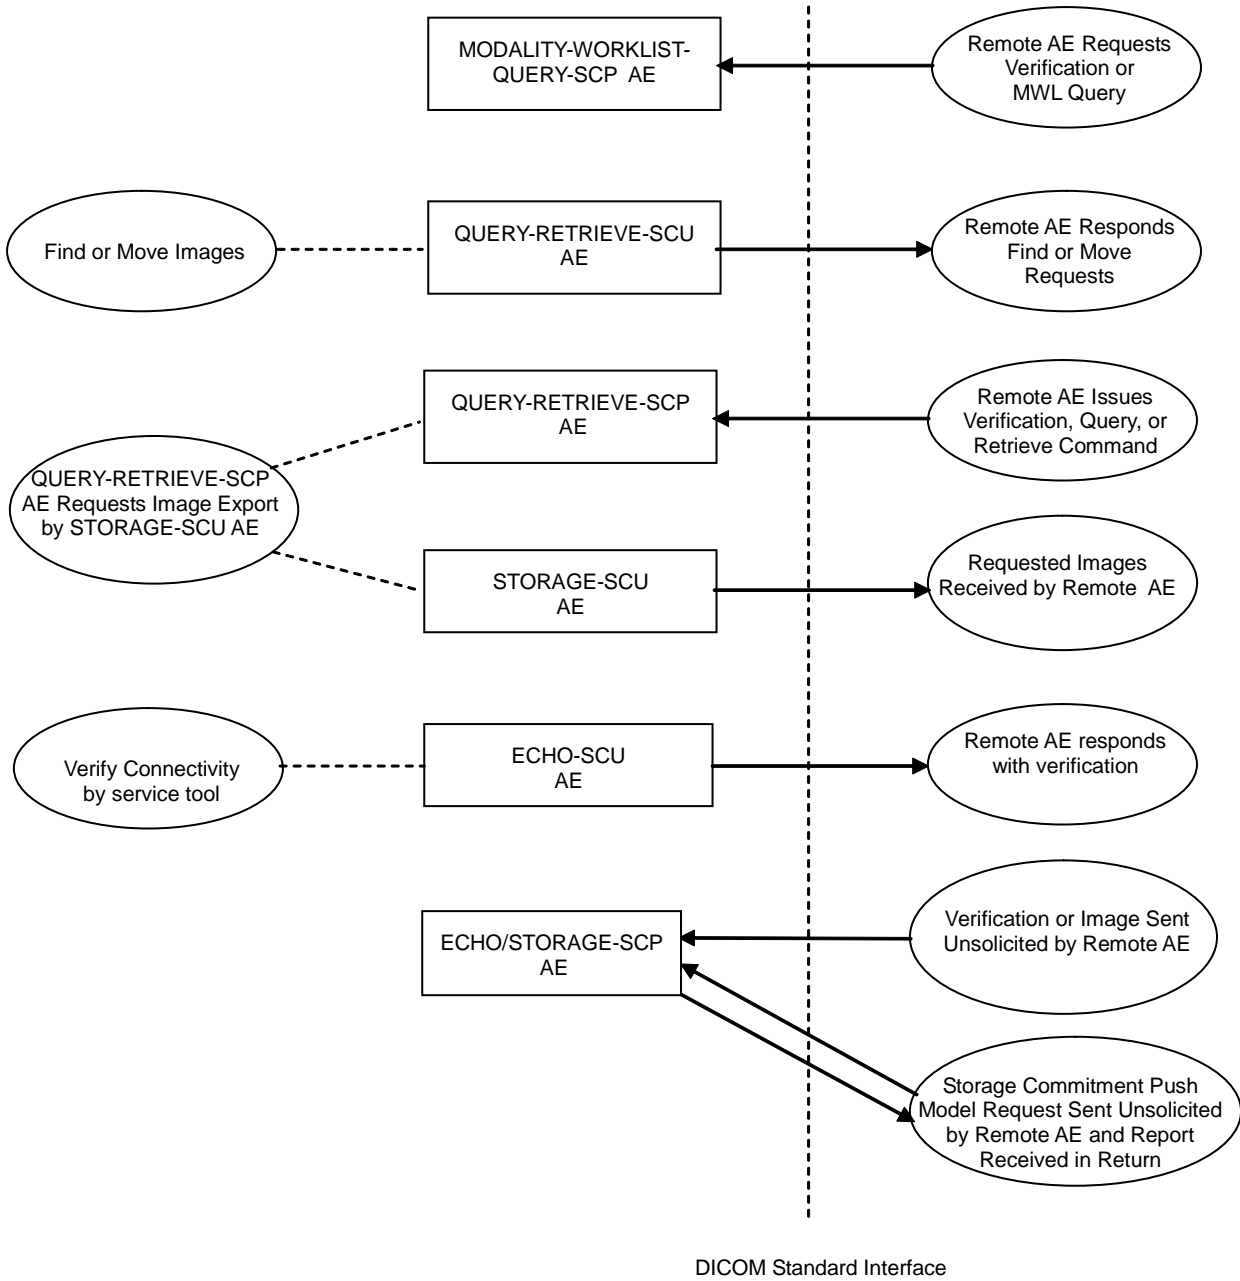 MODALITY-WORKLIST-
QUERY-SCP AE
Remote AE Requests
Verification or
MWL Query
Find or Move Images
QUERY-RETRIEVE-SCU
AE
Remote AE Responds
Find or Move
Requests
QUERY-RETRIEVE-SCP
AE
Remote AE Issues
Verification, Query, or
Retrieve Command
QUERY-RETRIEVE-SCP
AE Requests Image Export
by STORAGE-SCU AE
STORAGE-SCU
AE
Requested Images
Received by Remote AE
Verify Connectivity
by service tool
ECHO-SCU
AE
Remote AE responds
with verification
ECHO/STORAGE-SCP
AE
Verification or Image Sent
Unsolicited by Remote AE
Storage Commitment Push
Model Request Sent Unsolicited
by Remote AE and Report
Received in Return
DICOM Standard Interface